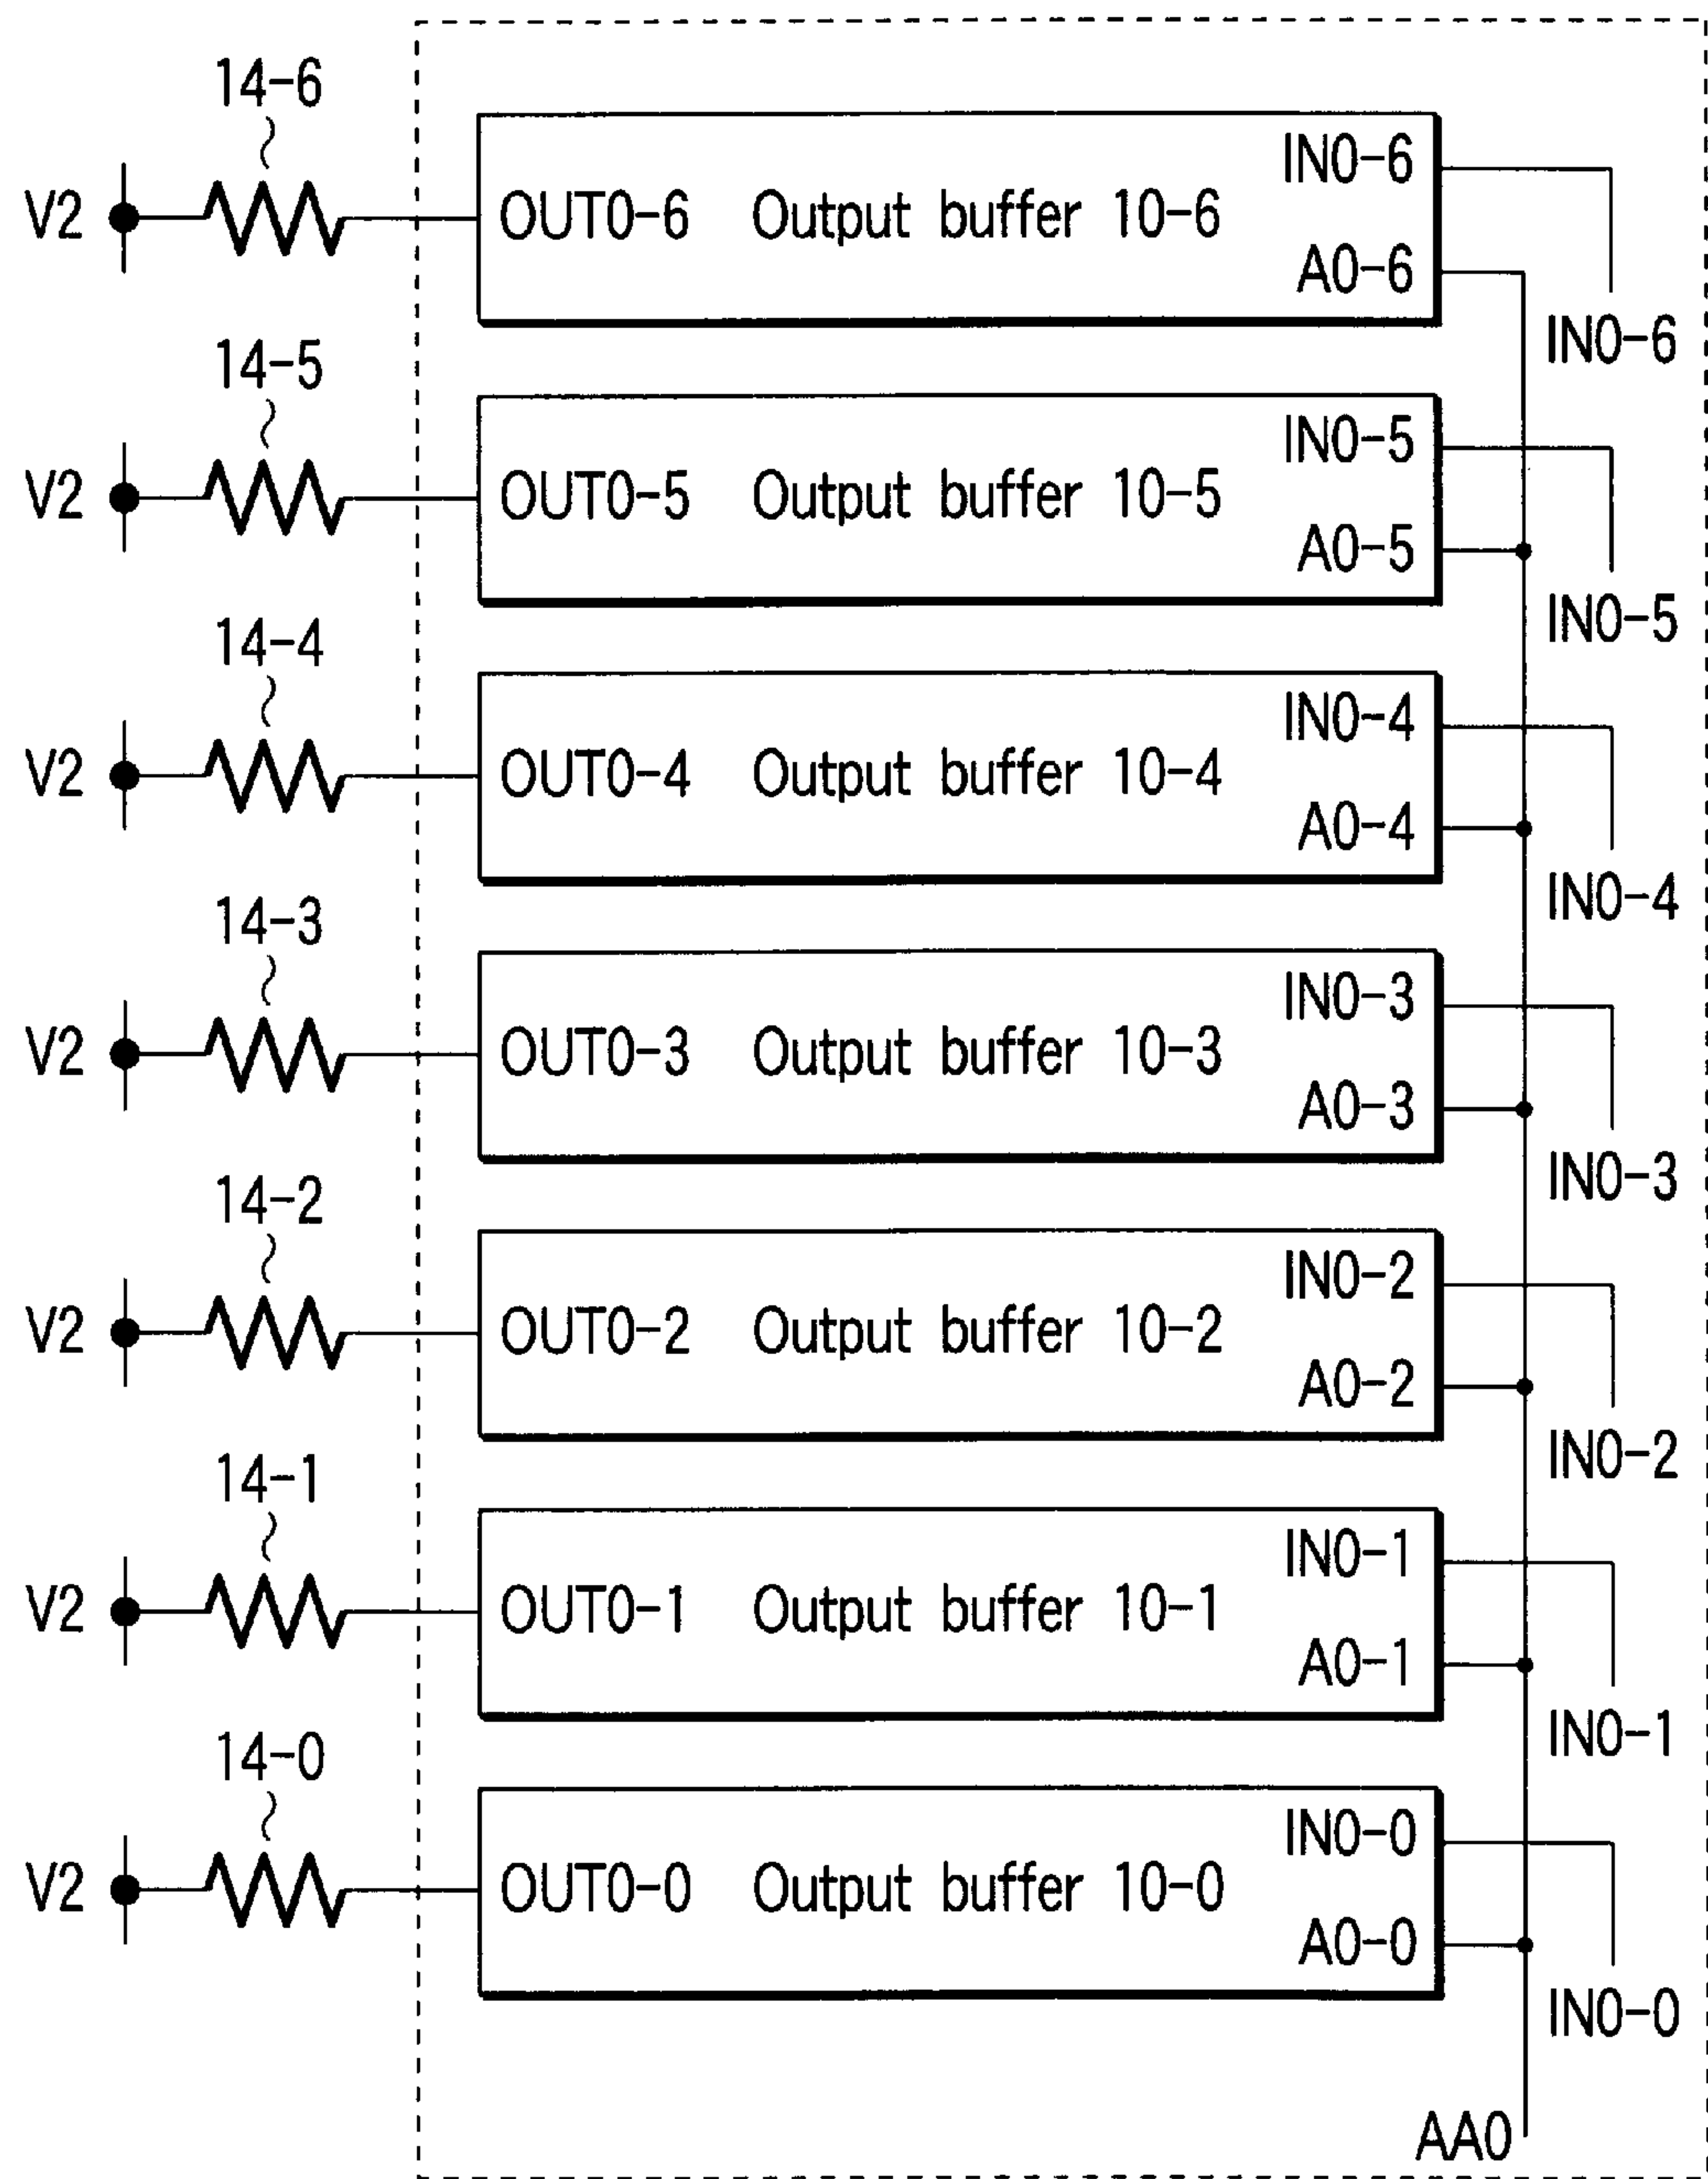 14-6
V2
OUT0-6 Output buffer 10-6
IN0-6
A0-6
IN0-6
14-5
V2
OUT0-5 Output buffer 10-5
IN0-5
A0-5
IN0-5
14-4
V2
OUT0-4 Output buffer 10-4
IN0-4
A0-4
IN0-4
14-3
V2
OUT0-3 Output buffer 10-3
IN0-3
A0-3
IN0-3
14-2
V2
OUT0-2 Output buffer 10-2
IN0-2
A0-2
IN0-2
14-1
V2
OUT0-1 Output buffer 10-1
IN0-1
A0-1
IN0-1
14-0
V2
OUT0-0 Output buffer 10-0
IN0-0
A0-0
IN0-0
AA0